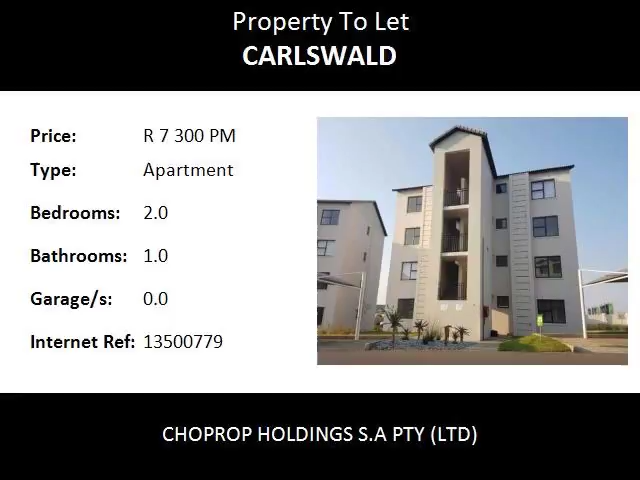 Property To Let
CARLSWALD
Price: R 7 300 PM
Type: Apartment
Bedrooms: 2.0
Bathrooms: 1.0
Garage/s: 0.0
Internet Ref: 13500779
CHOPROP HOLDINGS S.A PTY (LTD)